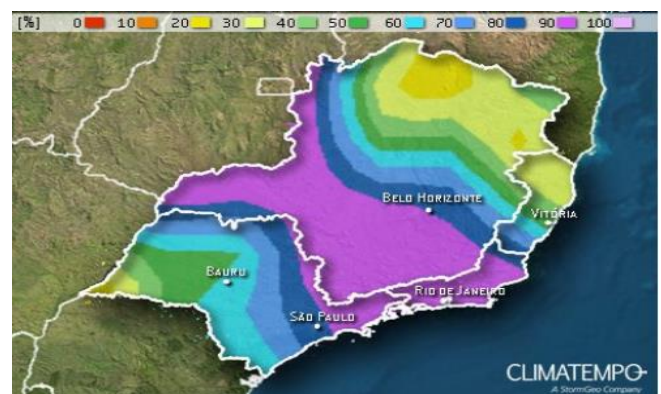 [%] 0 10 20 30 40 50 60 70 80 90 100
BELO HORIZONTE
VITÓRIA
BAURU
RIO DE JANEIRO
SÃO PAULO
CLIMATEMPO
A StormGeo Company